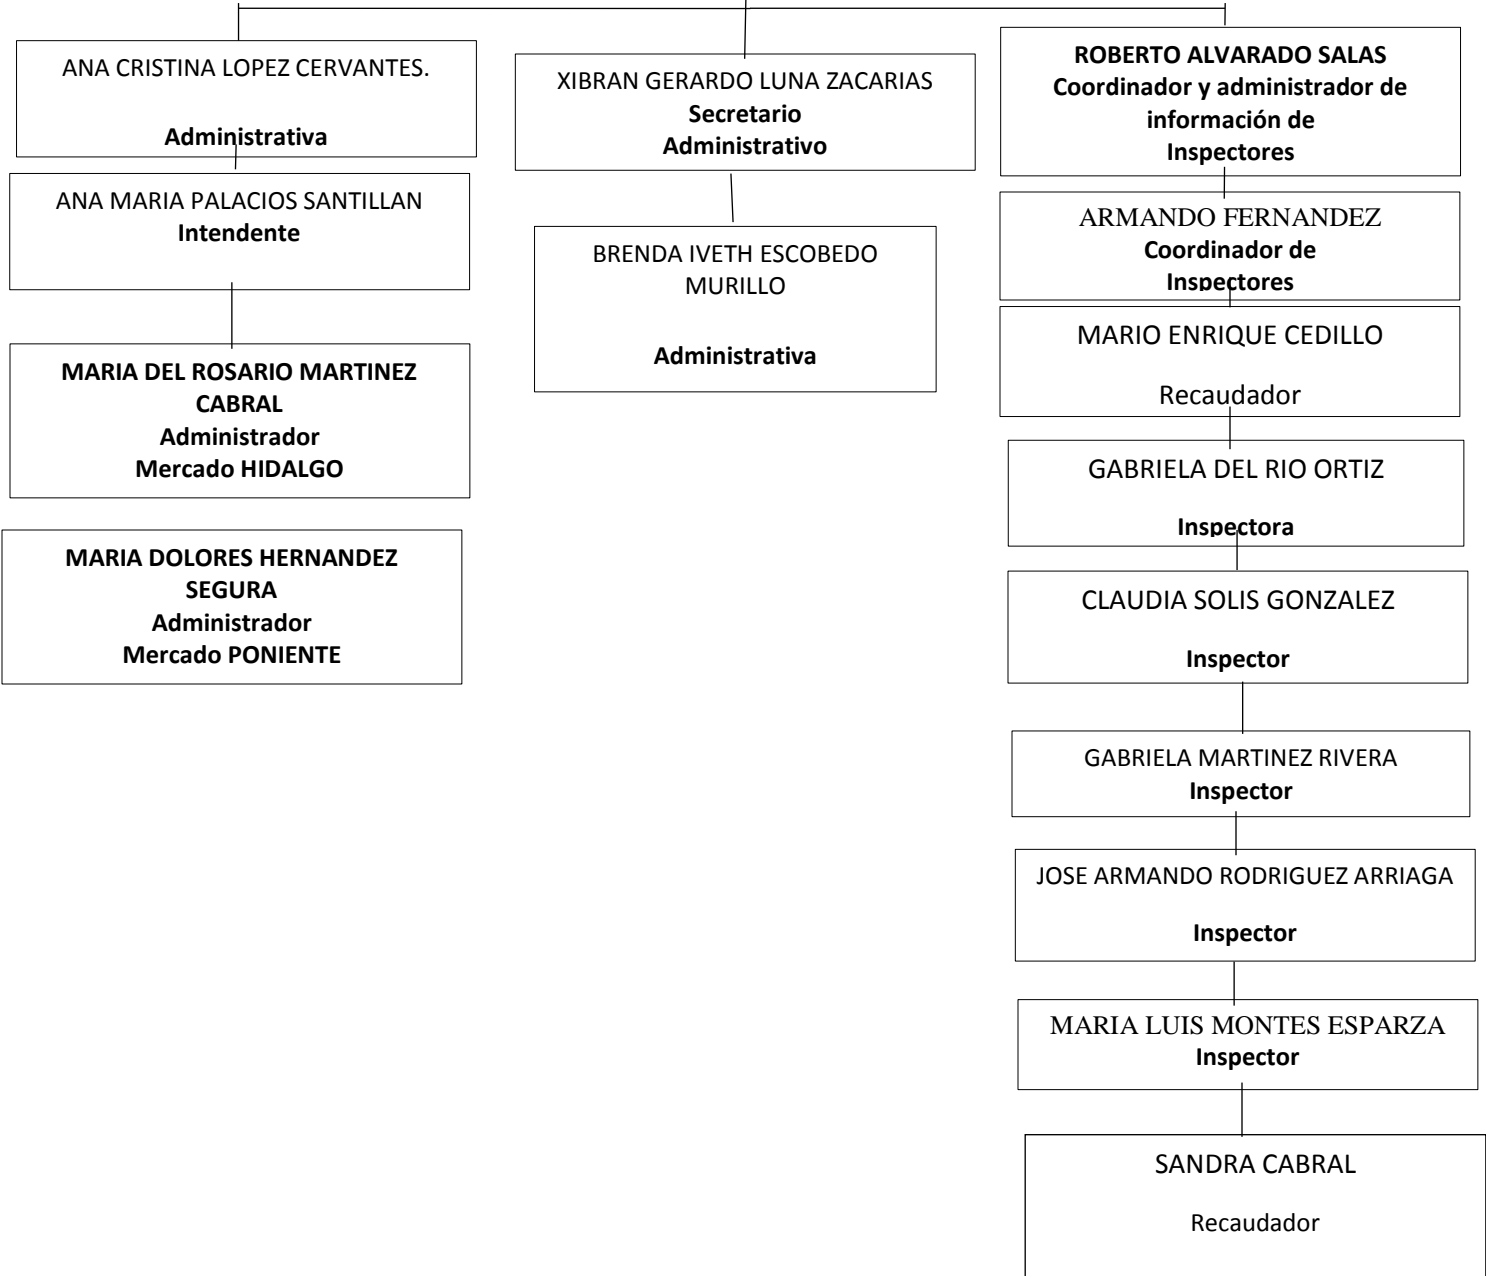 ANA CRISTINA LOPEZ CERVANTES.
Administrativa
ANA MARIA PALACIOS SANTILLAN
Intendente
MARIA DEL ROSARIO MARTINEZ
CABRAL
Administrador
Mercado HIDALGO
MARIA DOLORES HERNANDEZ
SEGURA
Administrador
Mercado PONIENTE
XIBRAN GERARDO LUNA ZACARIAS
Secretario
Administrativo
BRENDA IVETH ESCOBEDO
MURILLO
Administrativa
ROBERTO ALVARADO SALAS
Coordinador y administrador de
información de
Inspectores
ARMANDO FERNANDEZ
Coordinador de
Inspectores
MARIO ENRIQUE CEDILLO
Recaudador
GABRIELA DEL RIO ORTIZ
Inspectora
CLAUDIA SOLIS GONZALEZ
Inspector
GABRIELA MARTINEZ RIVERA
Inspector
JOSE ARMANDO RODRIGUEZ ARRIAGA
Inspector
MARIA LUIS MONTES ESPARZA
Inspector
SANDRA CABRAL
Recaudador